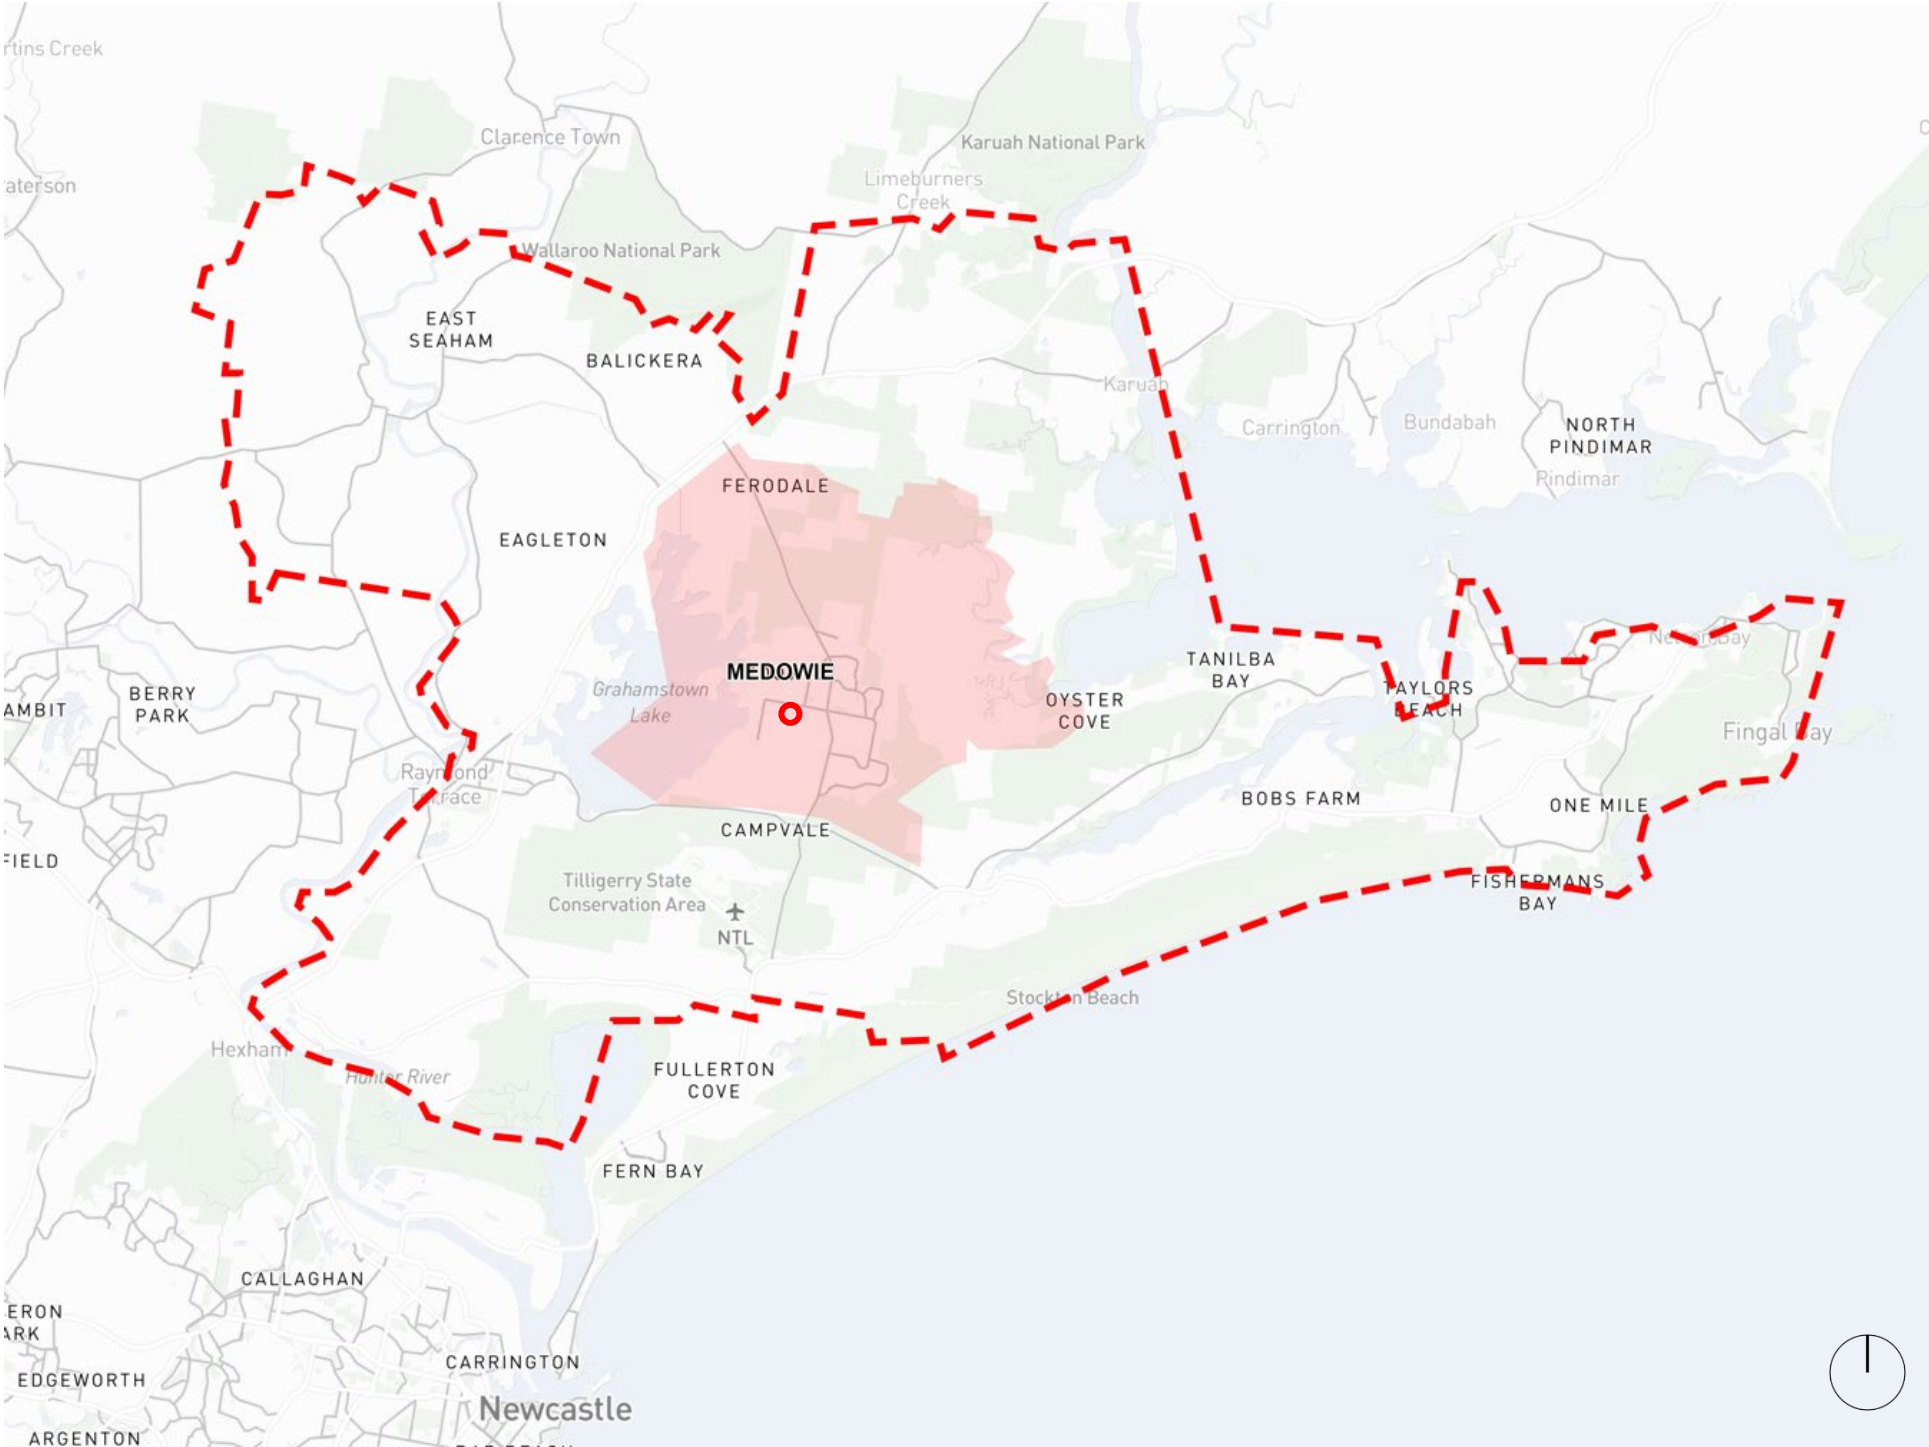 rtins Creek
Clarence Town
Karuah National Park
Limeburners
Creek
aterson
Wallaroo National Park
EAST
SEAHAM
BALICKERA
Karuah
Carrington
Bundabah
NORTH
PINDIMAR
Pindimar
FERODALE
EAGLETON
Nelson Bay
MEDOWIE
TANILBA
BAY
Grahamstown
Lake
BERRY
PARK
AMBIT
OYSTER
COVE
TAYLORS
BEACH
Fingal Bay
Raymond
Terrace
BOBS FARM
ONE MILE
CAMPVALE
FIELD
Tilligerry State
Conservation Area
FISHERMANS
BAY
NTL
Stockton Beach
Hexham
Hunter River
FULLERTON
COVE
FERN BAY
CALLAGHAN
ERON
ARK
CARRINGTON
EDGEWORTH
Newcastle
ARGENTON